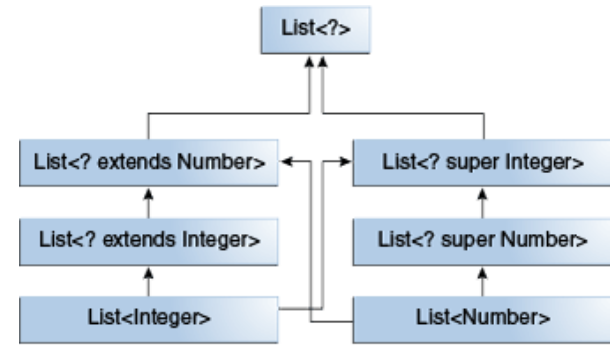 List<?>
List<? extends Number>
List<? super Integer>
List<? extends Integer>
List<? super Number>
List<Integer>
List<Number>